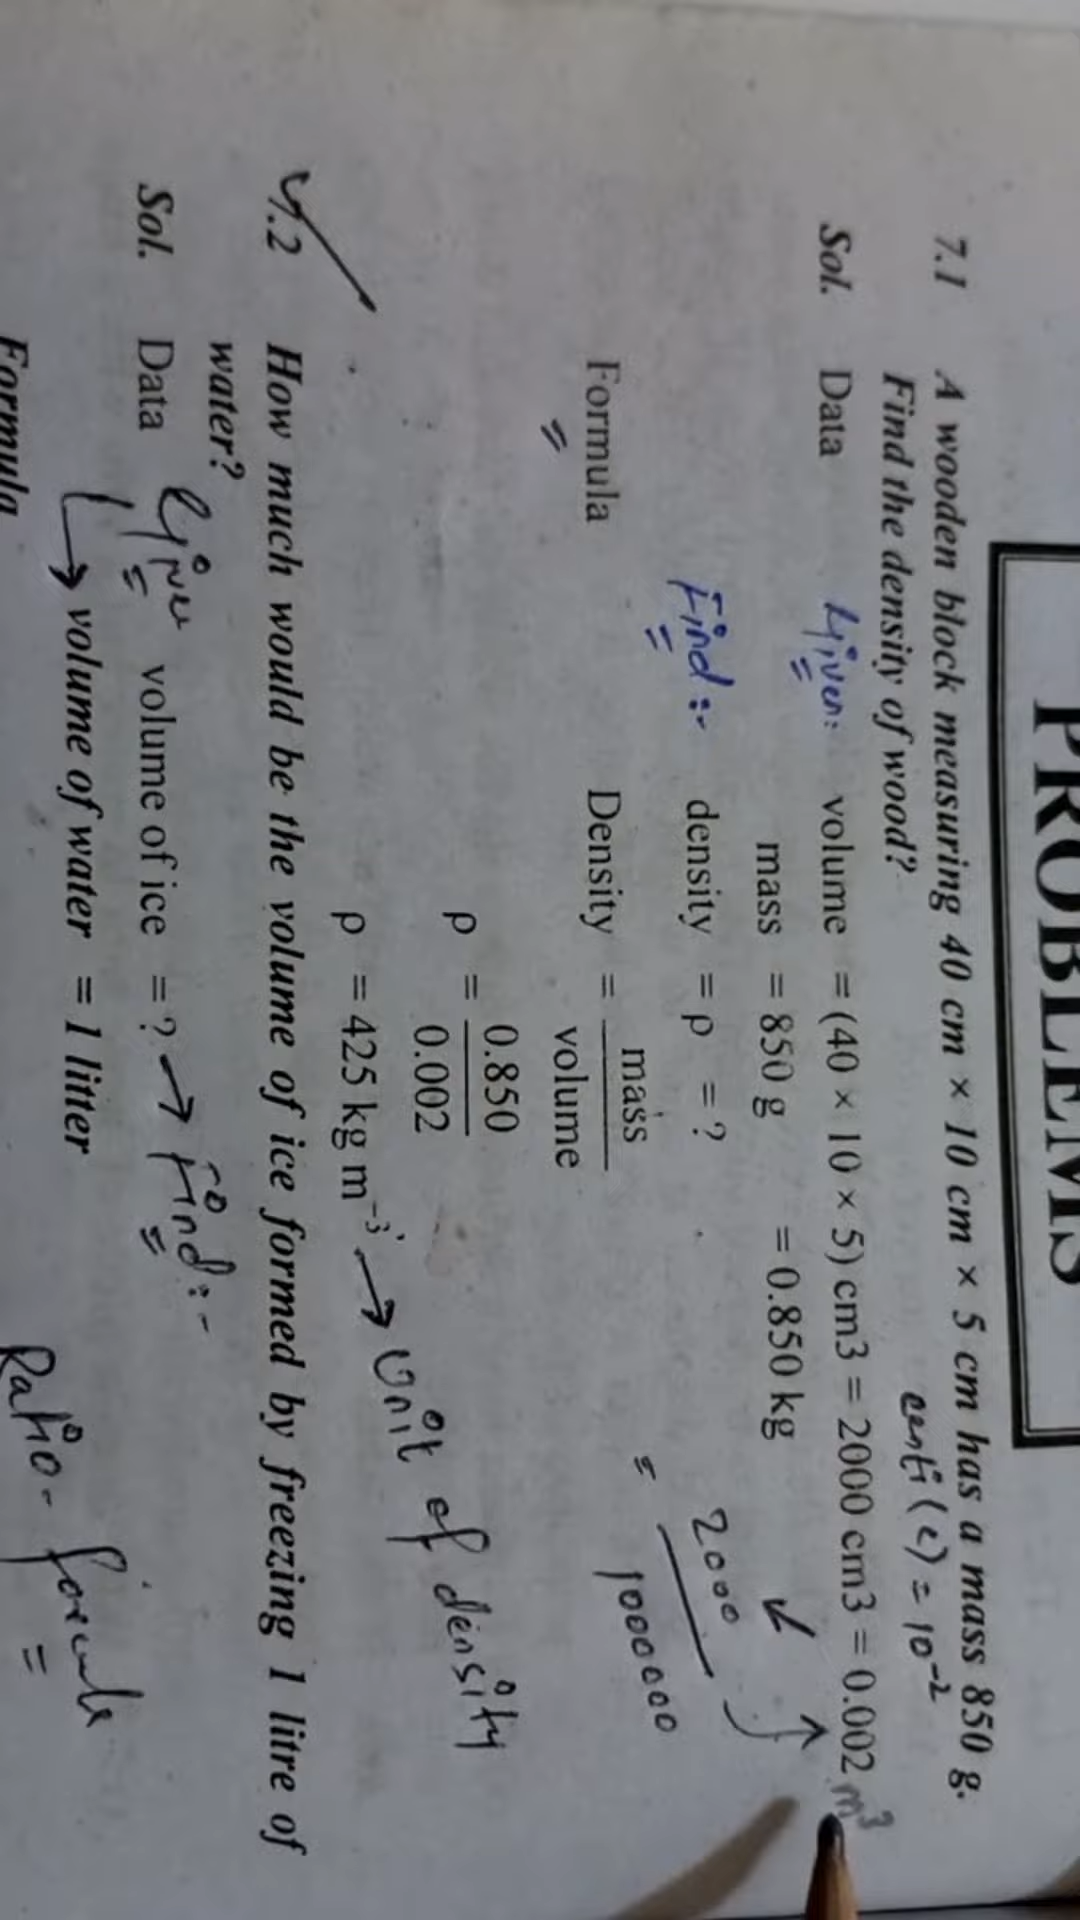 PROBLEMS
7.1 A wooden block measuring 40 cm × 10 cm × 5 cm has a mass 850 g.
Find the density of wood?
centi (c) = 10⁻²
Sol. Data Given: volume = (40 × 10 × 5) cm3 = 2000 cm3 = 0.002 m³
mass = 850 g = 0.850 kg
Find :- density = ρ = ?
= 2000 / 1000000
Formula Density = mass / volume
ρ = 0.850 / 0.002
ρ = 425 kg m⁻³ → Unit of density
7.2 How much would be the volume of ice formed by freezing 1 litre of
water?
Sol. Data volume of ice = ? → Find :-
→ volume of water = 1 litter
Formula Ratio-